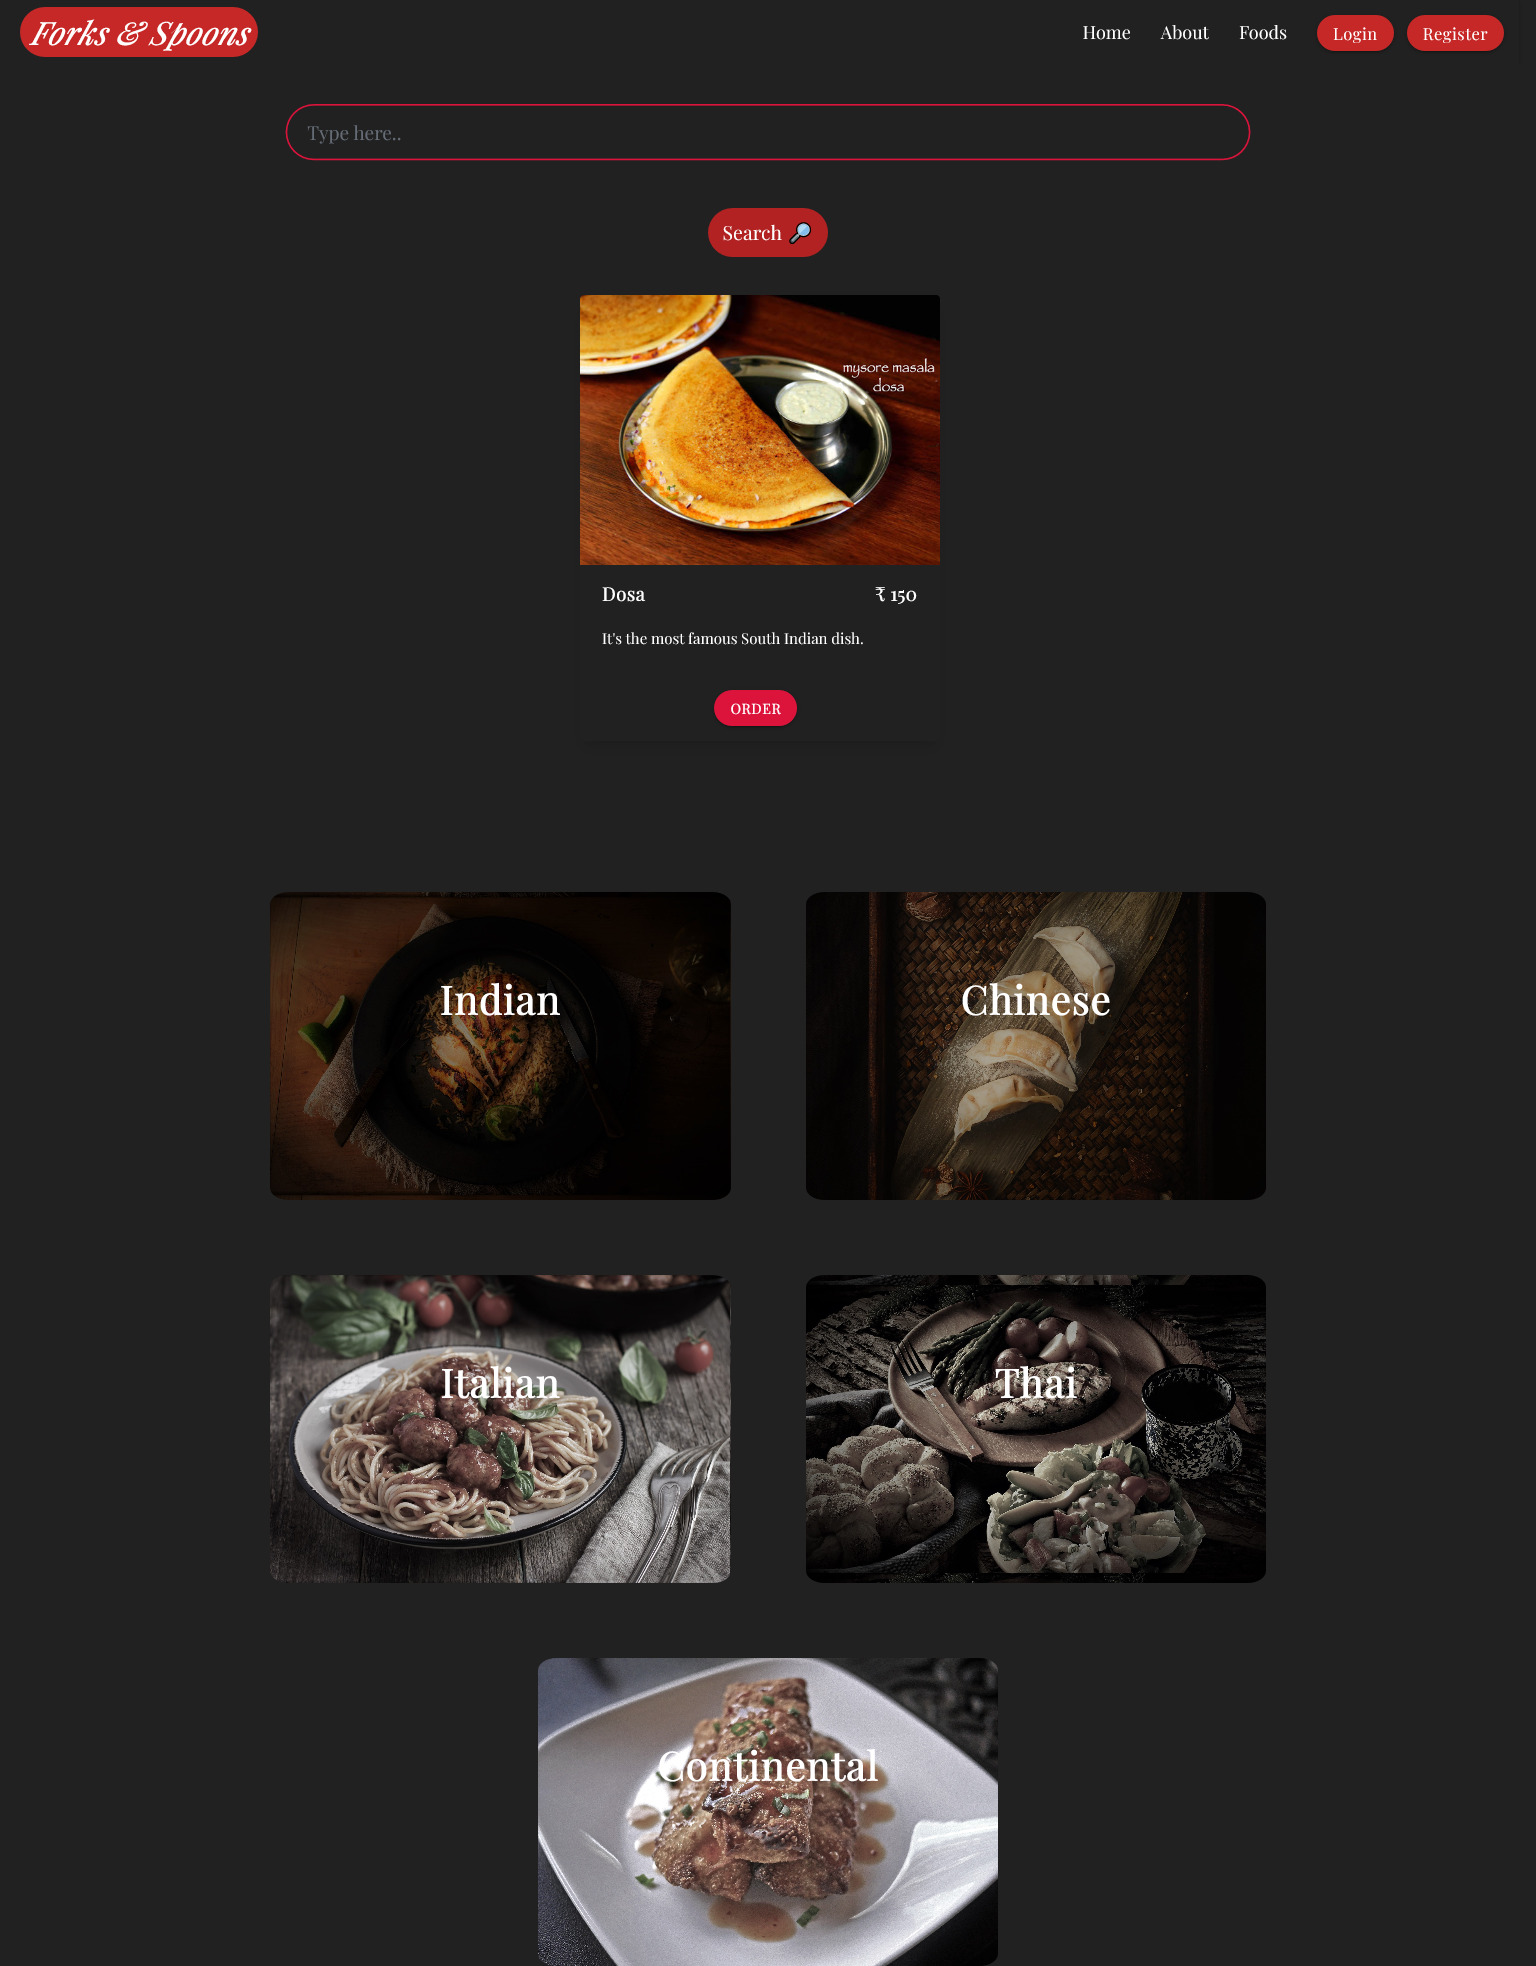 Forks & Spoons
Home
About
Foods
Login
Register
Type here..
Search
mysore masala
dosa
Dosa
₹ 150
It's the most famous South Indian dish.
ORDER
Indian
Chinese
Italian
Thai
Continental